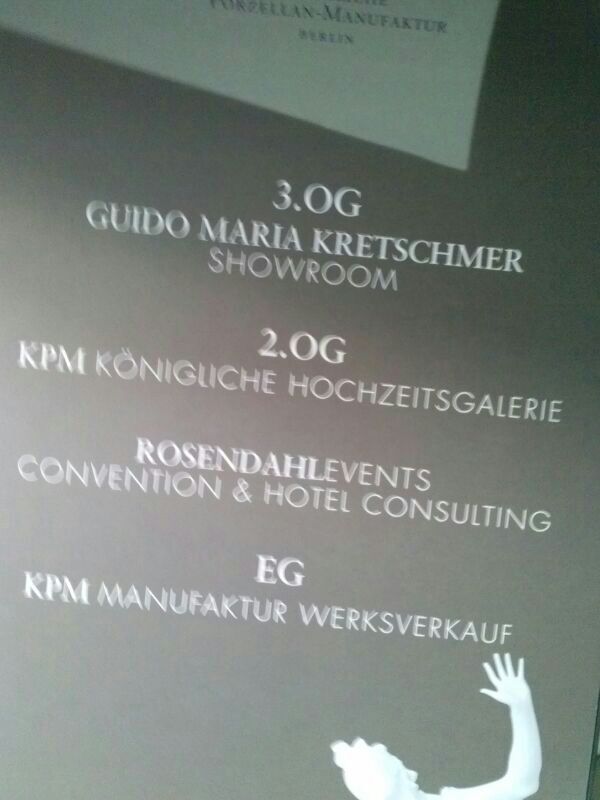 PORZELLAN-MANUFAKTUR
BERLIN
3.OG
GUIDO MARIA KRETSCHMER
SHOWROOM
2.OG
KPM KÖNIGLICHE HOCHZEITSGALERIE
ROSENDAHLEVENTS
CONVENTION & HOTEL CONSULTING
EG
KPM MANUFAKTUR WERKSVERKAUF